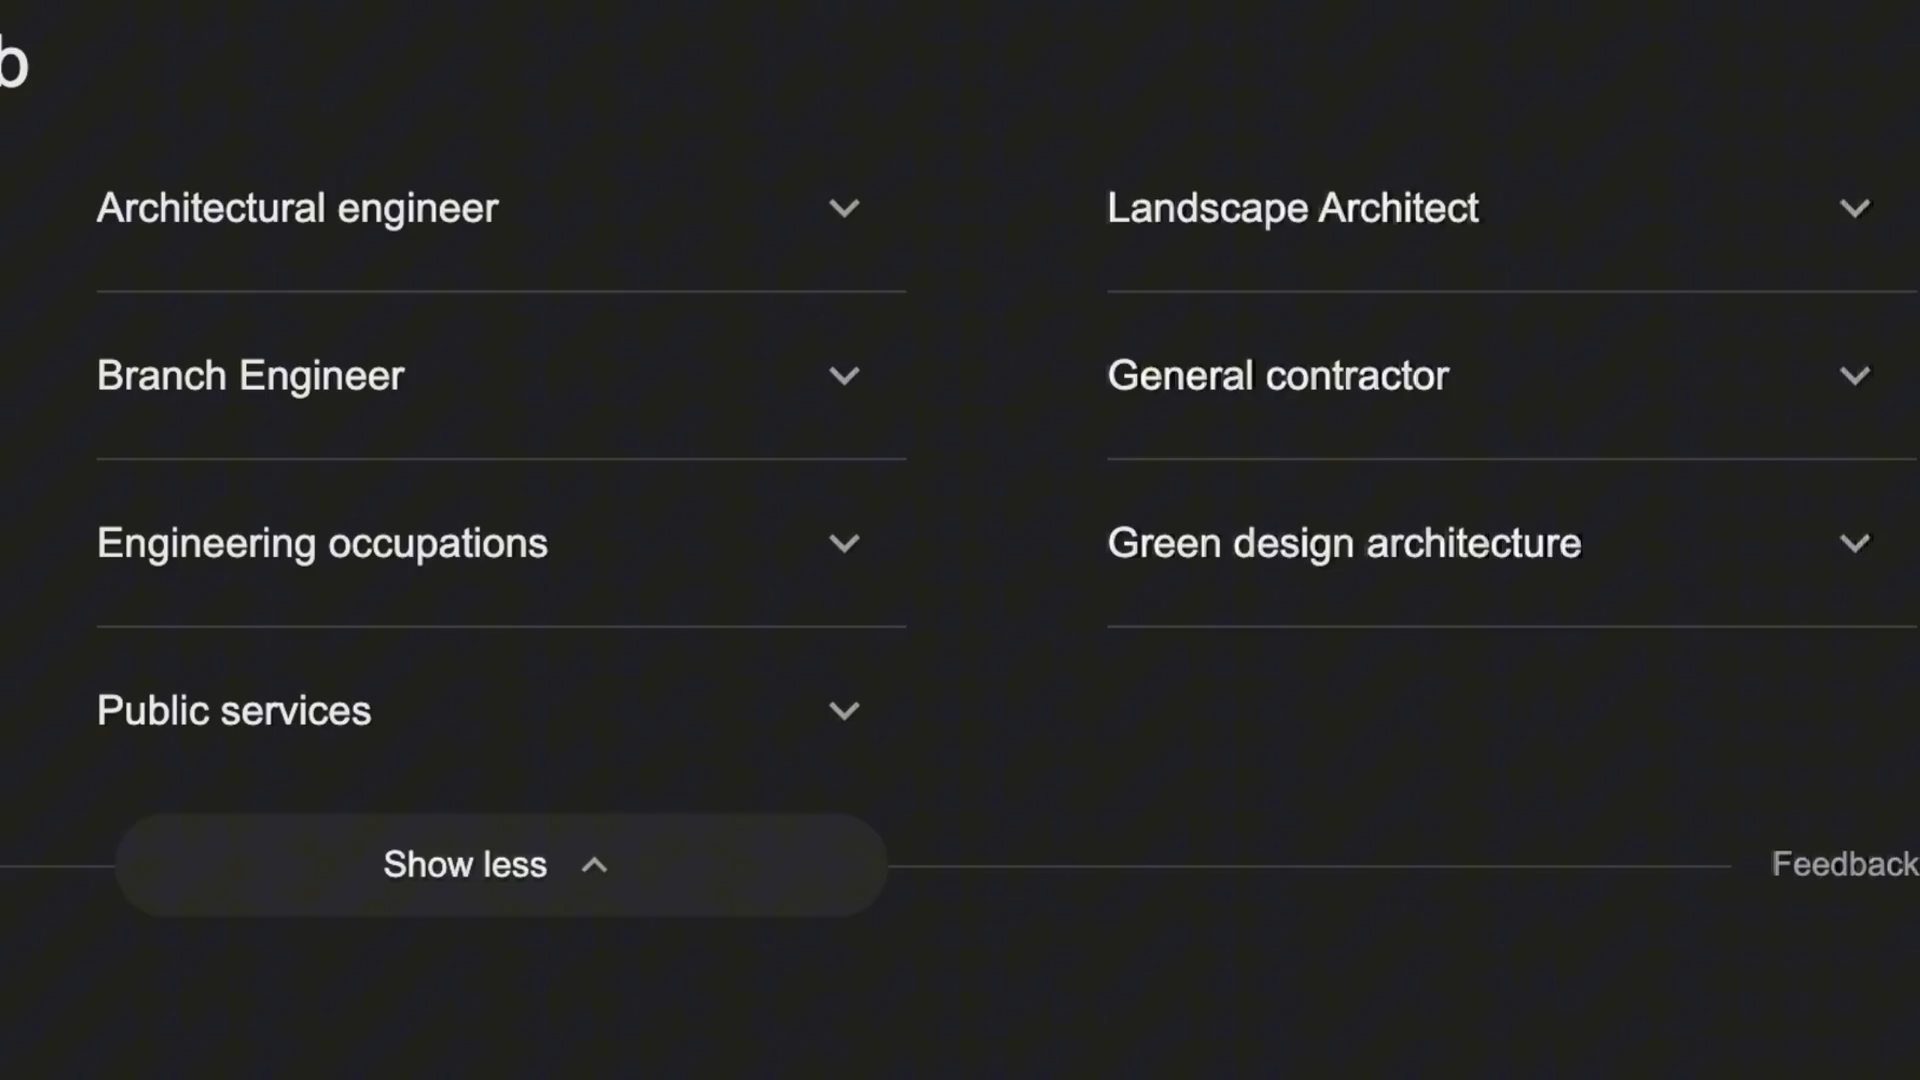 b
Architectural engineer
Landscape Architect
Branch Engineer
General contractor
Engineering occupations
Green design architecture
Public services
Show less
Feedback